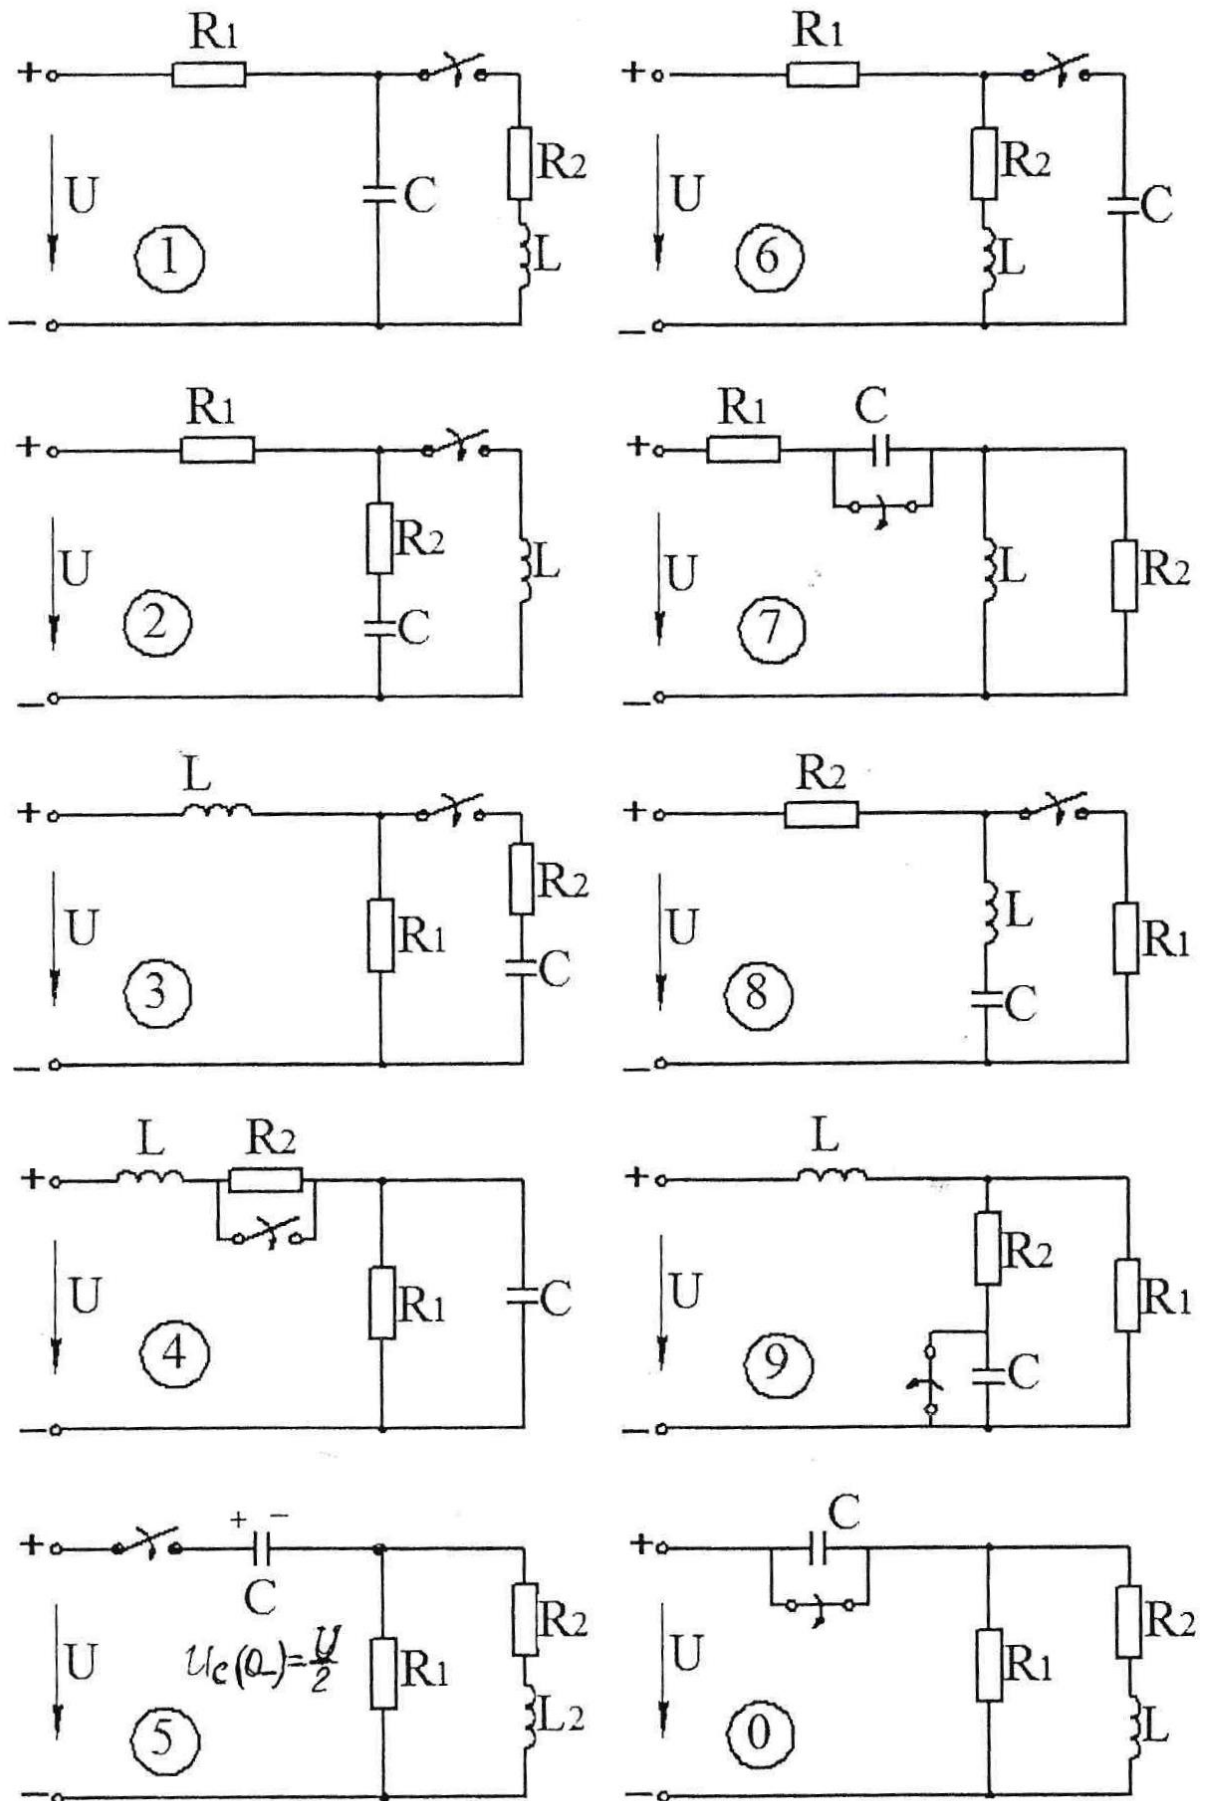 R1
+
R2
U
C
L
1
−
R1
+
R2
U
C
L
6
−
R1
+
R2
U
L
C
2
−
R1
C
+
U
L
R2
7
−
L
+
R2
U
R1
C
3
−
R2
+
L
U
R1
C
8
−
L
R2
+
U
R1
C
4
−
L
+
R2
U
R1
C
9
−
+
+ −
C
R2
U
Uc(0-)=U/2
R1
L2
5
−
C
+
R2
U
R1
L
0
−